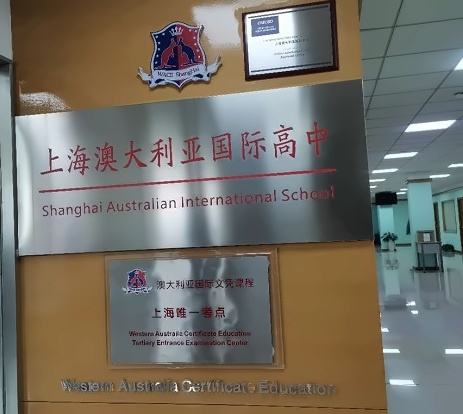 WACE ShangHai
OXFORD
上海澳大利亚国际高中
Shanghai Australian International School
澳大利亚国际文凭课程
上海唯一考点
Western Australia Certificate Education
Tertiary Entrance Examination Center
Western Australia Certificate Education